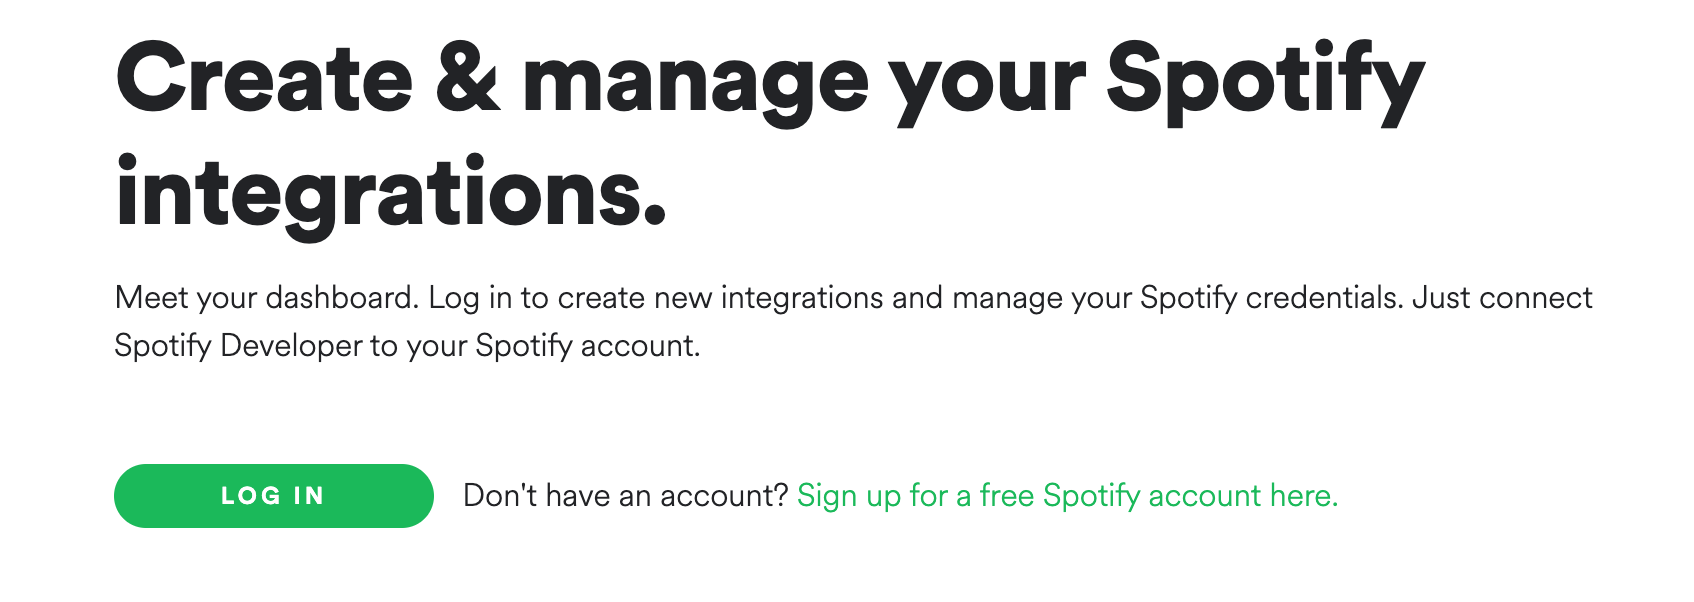 Create & manage your Spotify
integrations.
Meet your dashboard. Log in to create new integrations and manage your Spotify credentials. Just connect
Spotify Developer to your Spotify account.
LOG IN
Don't have an account? Sign up for a free Spotify account here.